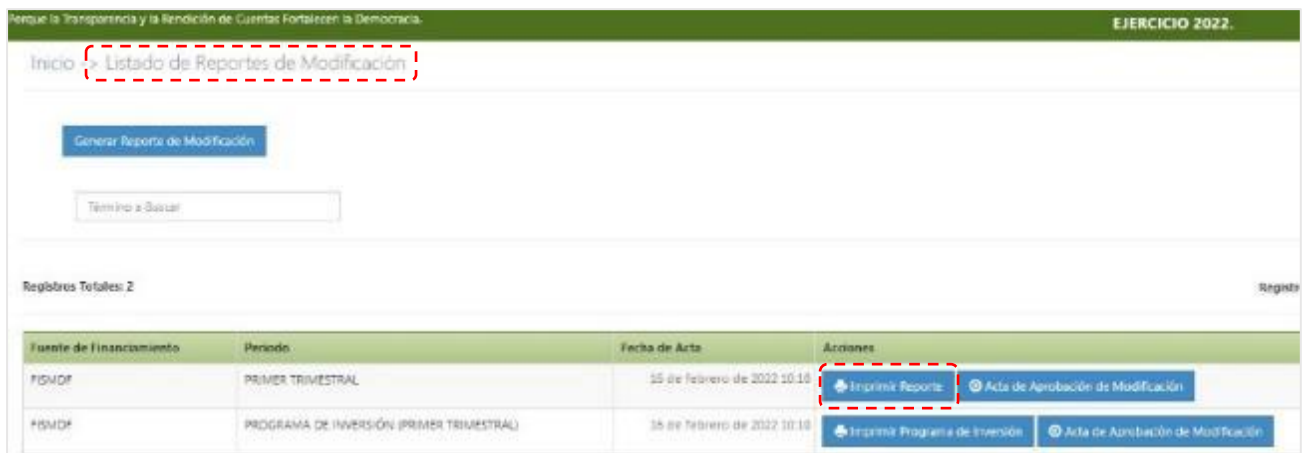 Porque la Transparencia y la Rendición de Cuentas Fortalecen la Democracia.
EJERCICIO 2022.
Inicio -> Listado de Reportes de Modificación
Generar Reporte de Modificación
Término a Buscar
Registros Totales: 2
Registr
Fuente de Financiamiento Periodo Fecha de Acta Acciones
FISMDF PRIMER TRIMESTRAL de febrero de 2022 10:10 Imprimir Reporte Acta de Aprobación de Modificación
FISMDF PROGRAMA DE INVERSIÓN (PRIMER TRIMESTRAL) de febrero de 2022 10:10 Imprimir Programa de Inversión Acta de Aprobación de Modificación